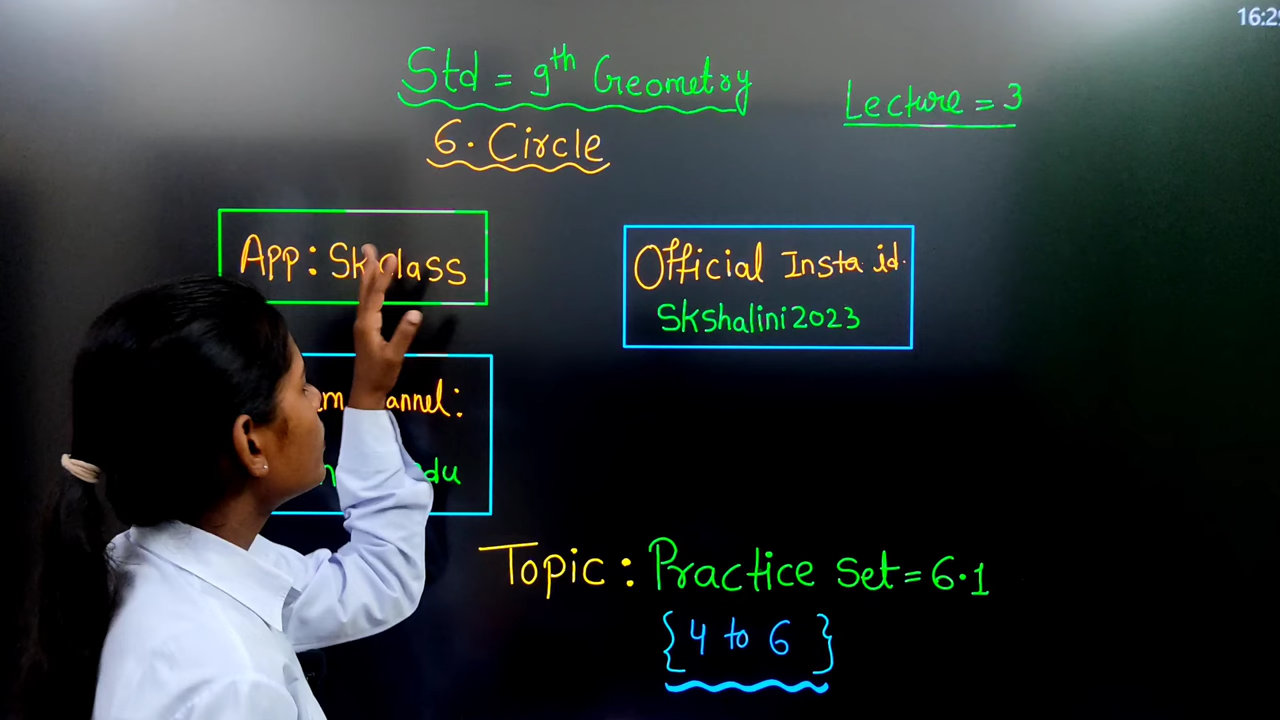 16:2
Std = 9th Geometry
Lecture = 3
6. Circle
App: Sk Class
Official Insta id.
Skshalini2023
Topic: Practice Set = 6.1
{4 to 6}